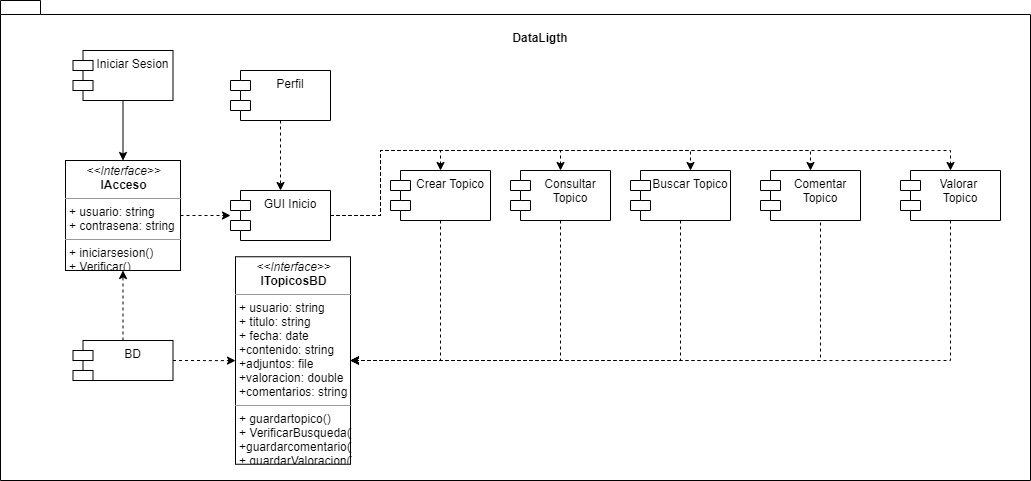 DataLigth
Iniciar Sesion
Perfil
<<Interface>>
IAcceso
+ usuario: string
+ contrasena: string
+ iniciarsesion()
+ Verificar()
GUI Inicio
Crear Topico
Consultar
Topico
Buscar Topico
Comentar
Topico
Valorar
Topico
BD
<<Interface>>
ITopicosBD
+ usuario: string
+ titulo: string
+ fecha: date
+contenido: string
+adjuntos: file
+valoracion: double
+comentarios: string
+ guardartopico()
+ VerificarBusqueda(
+guardarcomentario(
+ guardarValoracion(